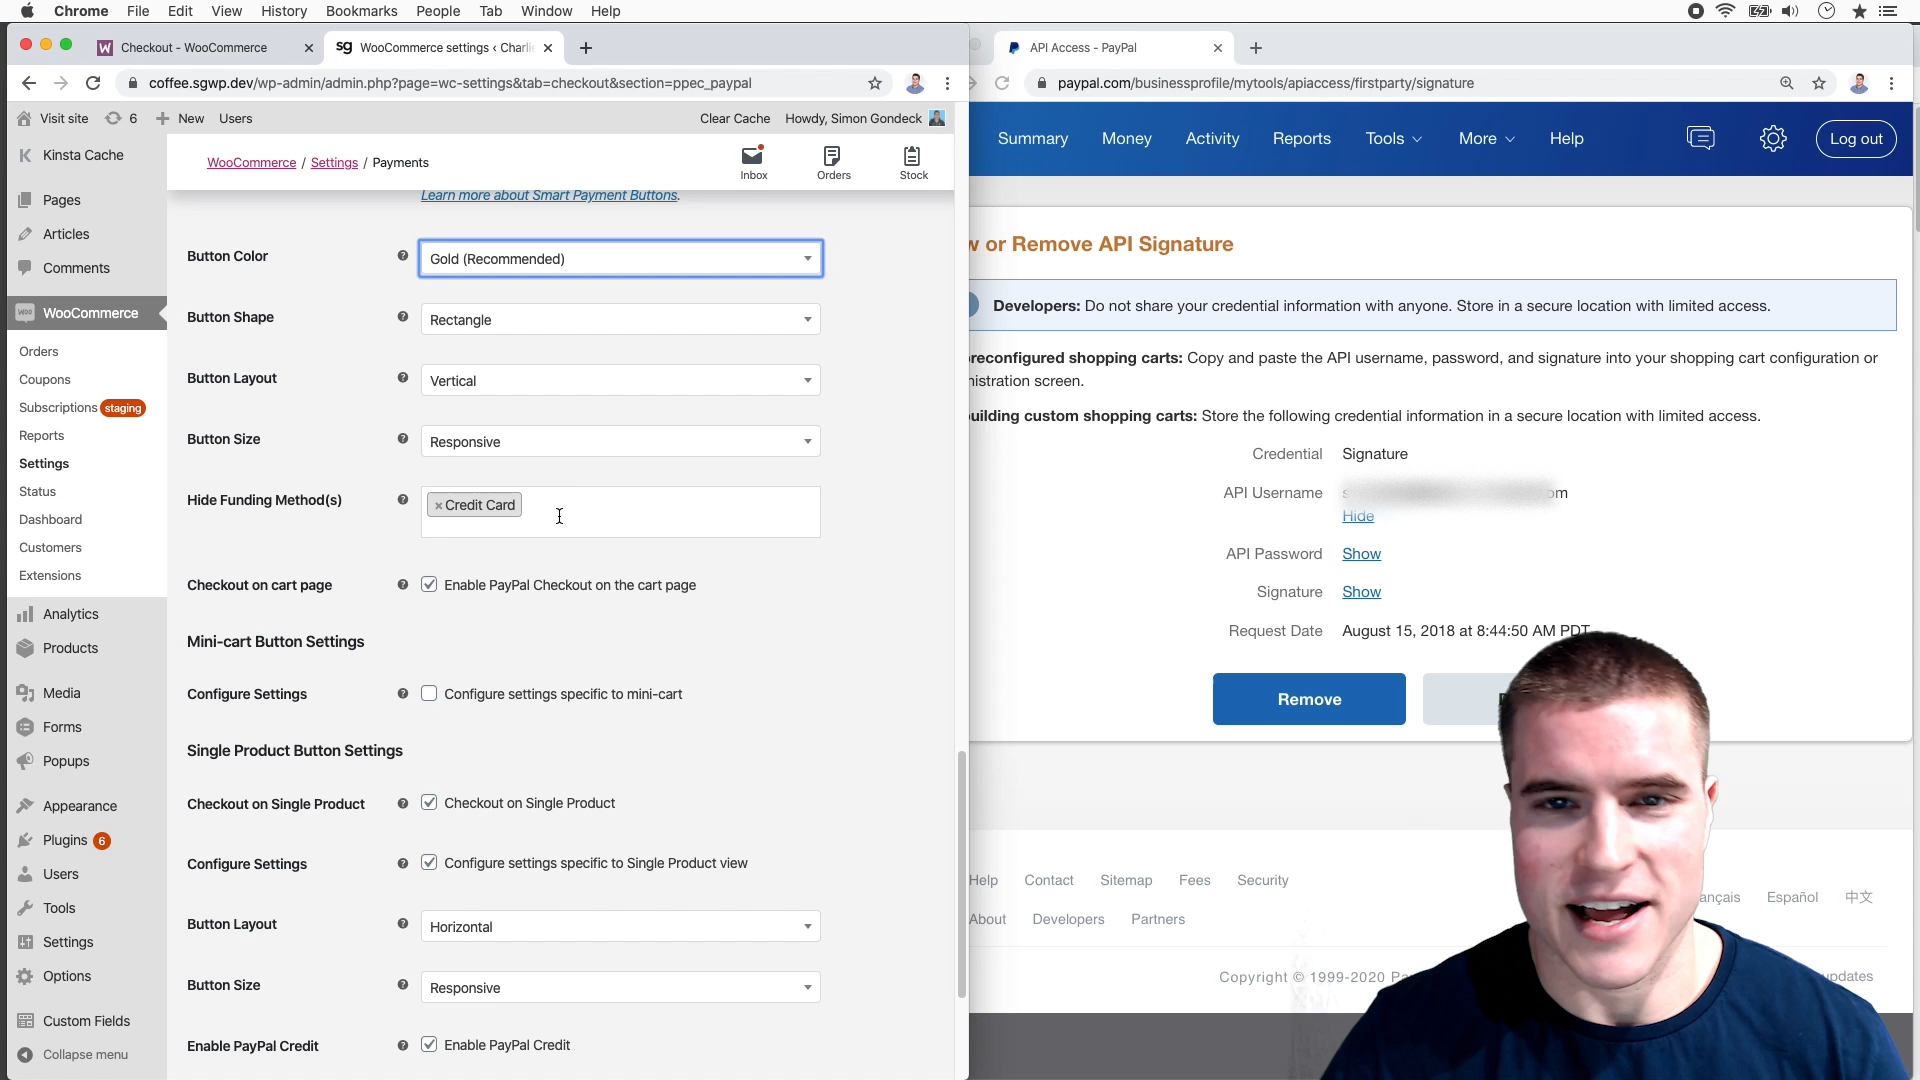 Chrome File Edit View History Bookmarks People Tab Window Help
Checkout - WooCommerce
sg WooCommerce settings ‹ Charli
API Access - PayPal
coffee.sgwp.dev/wp-admin/admin.php?page=wc-settings&tab=checkout&section=ppec_paypal
paypal.com/businessprofile/mytools/apiaccess/firstparty/signature
Visit site 6 New Users Clear Cache Howdy, Simon Gondeck
Kinsta Cache
Pages
Articles
Comments
WooCommerce
Orders
Coupons
Subscriptions staging
Reports
Settings
Status
Dashboard
Customers
Extensions
Analytics
Products
Media
Forms
Popups
Appearance
Plugins 6
Users
Tools
Settings
Options
Custom Fields
Collapse menu
WooCommerce / Settings / Payments
Inbox
Orders
Stock
Learn more about Smart Payment Buttons.
Button Color
Gold (Recommended)
Button Shape
Rectangle
Button Layout
Vertical
Button Size
Responsive
Hide Funding Method(s)
× Credit Card
Checkout on cart page
Enable PayPal Checkout on the cart page
Mini-cart Button Settings
Configure Settings
Configure settings specific to mini-cart
Single Product Button Settings
Checkout on Single Product
Checkout on Single Product
Configure Settings
Configure settings specific to Single Product view
Button Layout
Horizontal
Button Size
Responsive
Enable PayPal Credit
Enable PayPal Credit
Summary Money Activity Reports Tools More Help
Log out
or Remove API Signature
Developers: Do not share your credential information with anyone. Store in a secure location with limited access.
reconfigured shopping carts: Copy and paste the API username, password, and signature into your shopping cart configuration or
nistration screen.
uilding custom shopping carts: Store the following credential information in a secure location with limited access.
Credential Signature
API Username s om
Hide
API Password Show
Signature Show
Request Date August 15, 2018 at 8:44:50 AM PDT
Remove
Help Contact Sitemap Fees Security
ançais Español 中文
About Developers Partners
Copyright © 1999-2020 Pa
updates